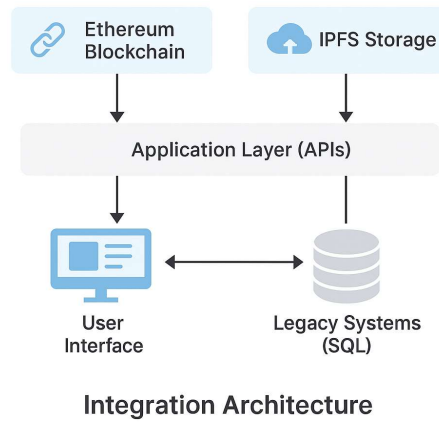 Ethereum
Blockchain
IPFS Storage
Application Layer (APIs)
User
Interface
Legacy Systems
(SQL)
Integration Architecture